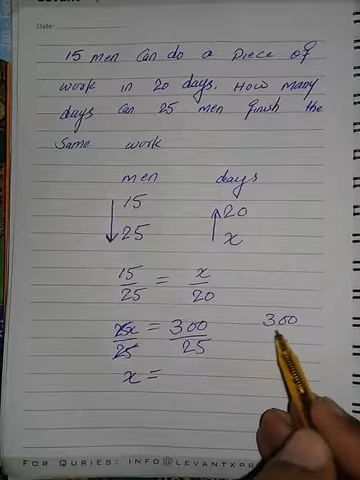 Date:
15 men can do a piece of
work in 20 days. How many
days can 25 men finish the
same work
men days
15 20
25 x
15/25 = x/20
25x/25 = 300/25 300
x =
FOR QURIES: INFO@LEVANTXPR